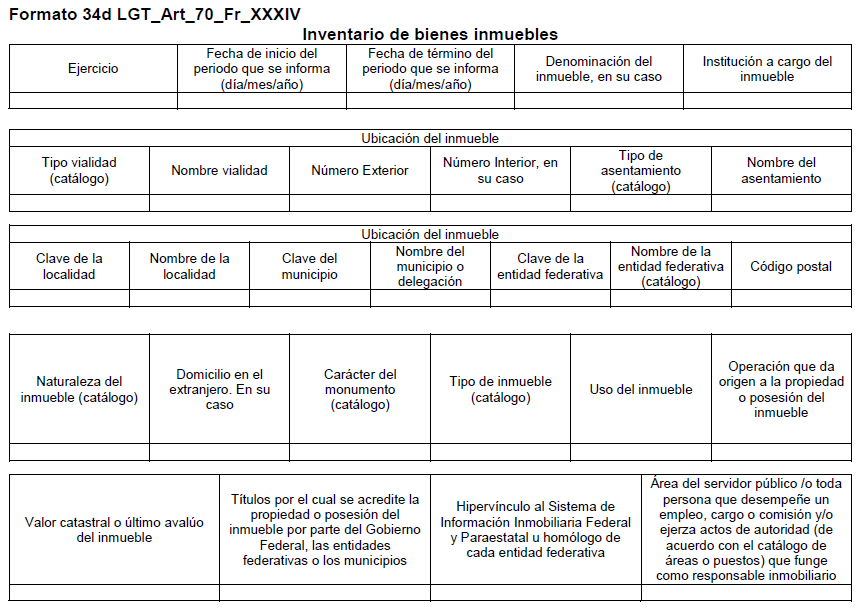 Formato 34d LGT_Art_70_Fr_XXXIV
Inventario de bienes inmuebles
Ejercicio
Fecha de inicio del
periodo que se informa
(día/mes/año)
Fecha de término del
periodo que se informa
(día/mes/año)
Denominación del
inmueble, en su caso
Institución a cargo del
inmueble
Ubicación del inmueble
Tipo vialidad
(catálogo)
Nombre vialidad
Número Exterior
Número Interior, en
su caso
Tipo de
asentamiento
(catálogo)
Nombre del
asentamiento
Ubicación del inmueble
Clave de la
localidad
Nombre de la
localidad
Clave del
municipio
Nombre del
municipio o
delegación
Clave de la
entidad federativa
Nombre de la
entidad federativa
(catálogo)
Código postal
Naturaleza del
inmueble (catálogo)
Domicilio en el
extranjero. En su
caso
Carácter del
monumento
(catálogo)
Tipo de inmueble
(catálogo)
Uso del inmueble
Operación que da
origen a la propiedad
o posesión del
inmueble
Valor catastral o último avalúo
del inmueble
Títulos por el cual se acredite la
propiedad o posesión del
inmueble por parte del Gobierno
Federal, las entidades
federativas o los municipios
Hipervínculo al Sistema de
Información Inmobiliaria Federal
y Paraestatal u homólogo de
cada entidad federativa
Área del servidor público /o toda
persona que desempeñe un
empleo, cargo o comisión y/o
ejerza actos de autoridad (de
acuerdo con el catálogo de
áreas o puestos) que funge
como responsable inmobiliario